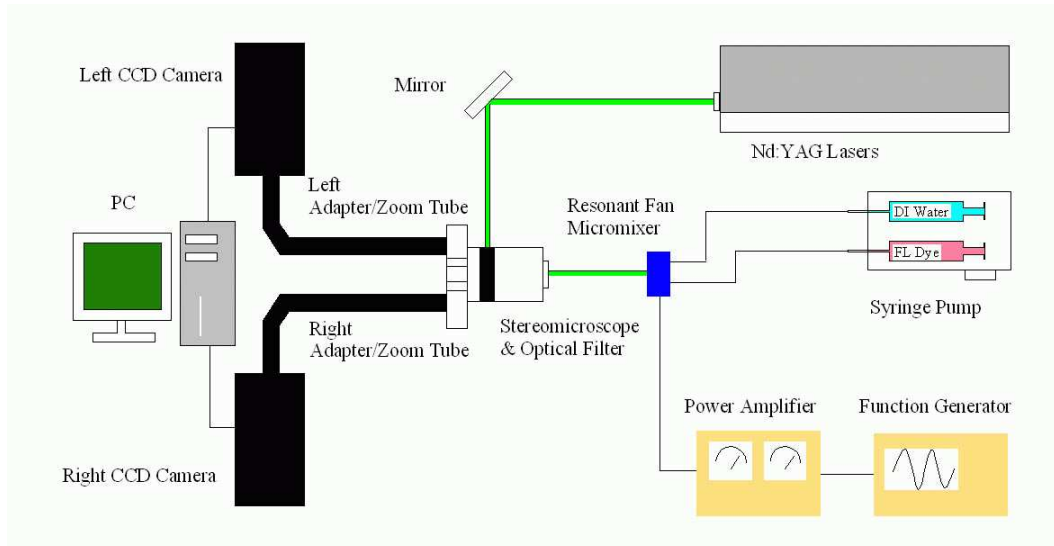 Left CCD Camera
Mirror
Nd:YAG Lasers
PC
Left
Adapter/Zoom Tube
Resonant Fan
Micromixer
DI Water
FL Dye
Syringe Pump
Right
Adapter/Zoom Tube
Stereomicroscope
& Optical Filter
Power Amplifier
Function Generator
Right CCD Camera